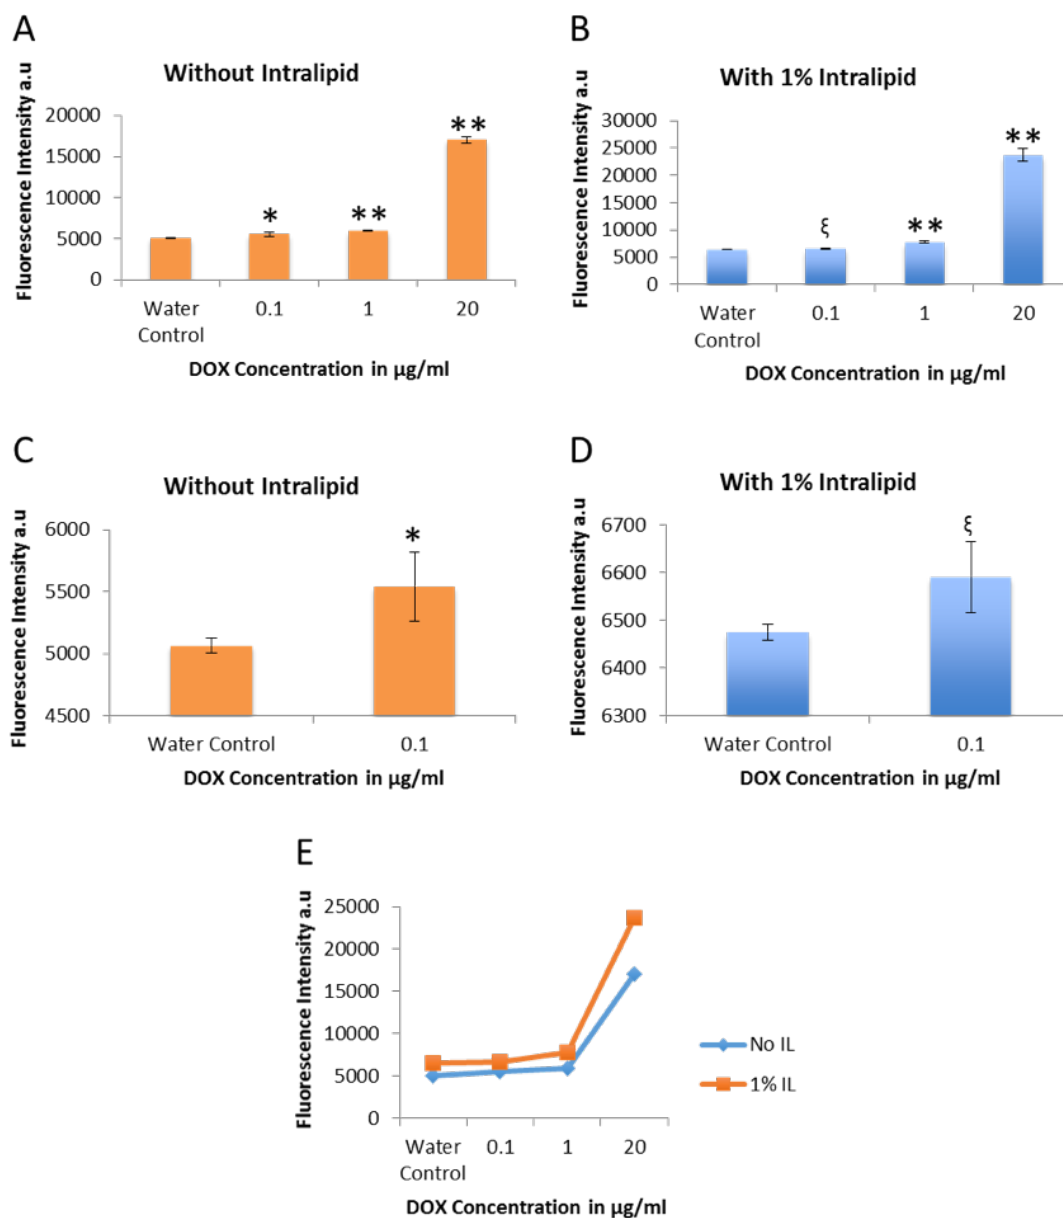 A
Without Intralipid
Fluorescence Intensity a.u
20000
15000
10000
5000
0
*
**
**
Water Control
0.1
1
20
DOX Concentration in µg/ml
B
With 1% Intralipid
Fluorescence Intensity a.u
30000
25000
20000
15000
10000
5000
0
ξ
**
**
Water Control
0.1
1
20
DOX Concentration in µg/ml
C
Without Intralipid
Fluorescence Intensity a.u
6000
5500
5000
4500
*
Water Control
0.1
DOX Concentration in µg/ml
D
With 1% Intralipid
Fluorescence Intensity a.u
6700
6600
6500
6400
6300
ξ
Water Control
0.1
DOX Concentration in µg/ml
E
Fluorescence Intensity a.u
25000
20000
15000
10000
5000
0
Water
Control
0.1
1
20
DOX Concentration in µg/ml
No IL
1% IL